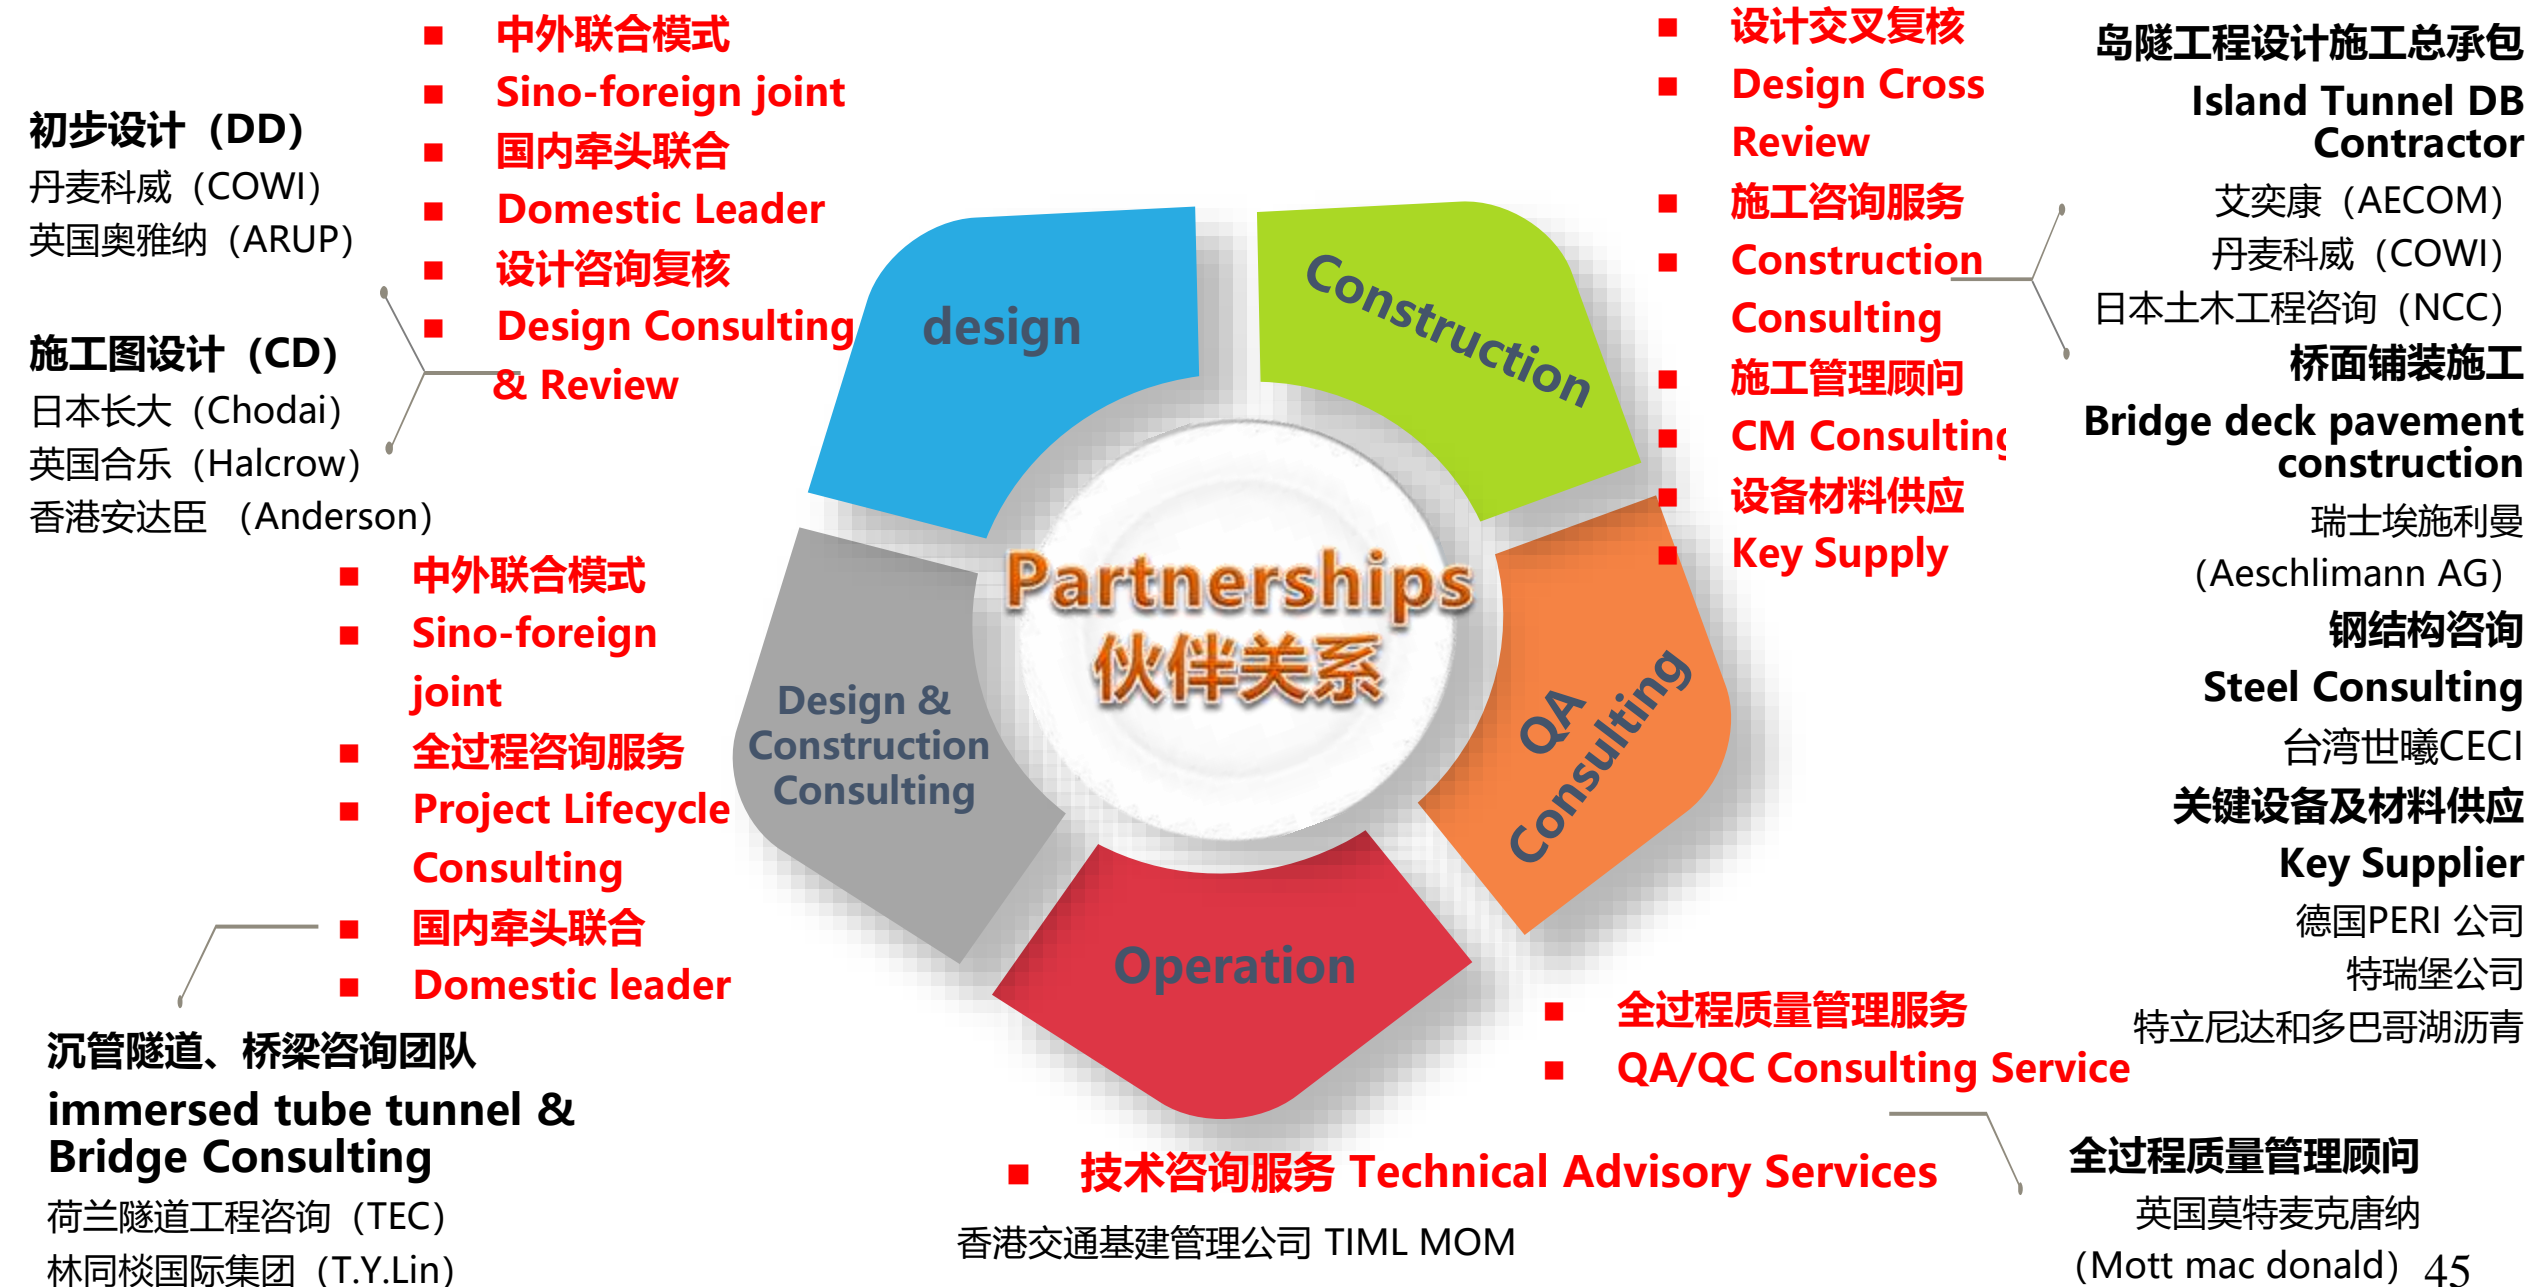 初步设计（DD）
丹麦科威（COWI）
英国奥雅纳（ARUP）
施工图设计（CD）
日本长大（Chodai）
英国合乐（Halcrow）
香港安达臣 （Anderson）
■ 中外联合模式
■ Sino-foreign joint
■ 国内牵头联合
■ Domestic Leader
■ 设计咨询复核
■ Design Consulting
& Review
■ 设计交叉复核
■ Design Cross
Review
■ 施工咨询服务
■ Construction
Consulting
■ 施工管理顾问
■ CM Consulting
■ 设备材料供应
■ Key Supply
岛隧工程设计施工总承包
Island Tunnel DB
Contractor
艾奕康（AECOM）
丹麦科威（COWI）
日本土木工程咨询（NCC）
桥面铺装施工
Bridge deck pavement
construction
瑞士埃施利曼
（Aeschlimann AG）
钢结构咨询
Steel Consulting
台湾世曦CECI
关键设备及材料供应
Key Supplier
德国PERI 公司
特瑞堡公司
特立尼达和多巴哥湖沥青
design
Construction
QA
Consulting
Operation
Design &
Construction
Consulting
Partnerships
伙伴关系
■ 中外联合模式
■ Sino-foreign
joint
■ 全过程咨询服务
■ Project Lifecycle
Consulting
■ 国内牵头联合
■ Domestic leader
沉管隧道、桥梁咨询团队
immersed tube tunnel &
Bridge Consulting
荷兰隧道工程咨询（TEC）
林同棪国际集团（T.Y.Lin）
■ 全过程质量管理服务
■ QA/QC Consulting Service
全过程质量管理顾问
英国莫特麦克唐纳
（Mott mac donald）
■ 技术咨询服务 Technical Advisory Services
香港交通基建管理公司 TIML MOM
45